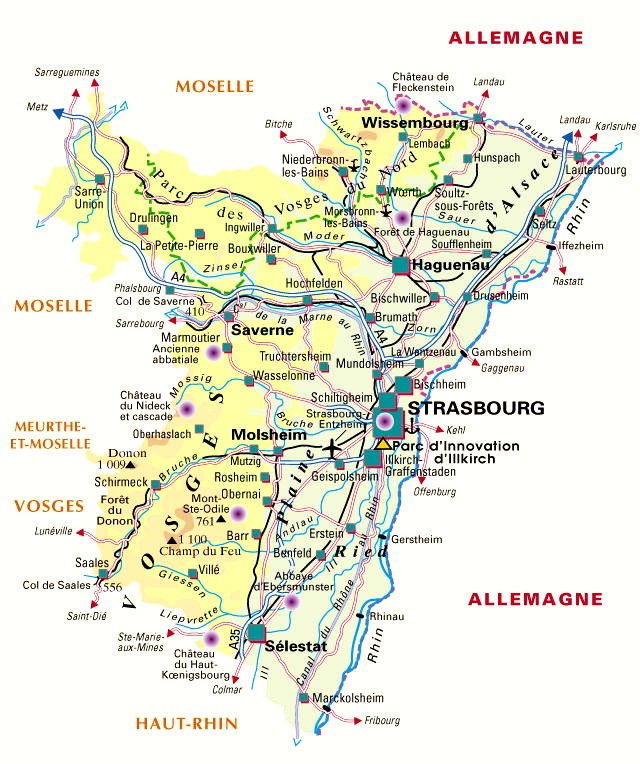 ALLEMAGNE
Sarreguemines
MOSELLE
Château de
Fleckenstein
Landau
Metz
Wissembourg
Bitche
Schwartzbach
Lembach
Lauter
Landau
Karlsruhe
Niederbronn-
les-Bains
Hunspach
Lauterbourg
Sarre-
Union
Parc des Vosges du Nord
Wœrth
Soultz-
sous-Forêts
d'Alsace
Rhin
Morsbronn-
les-Bains
Sauer
Seltz
Drulingen
Ingwiller
Moder
Forêt de Haguenau
La Petite-Pierre
Bouxwiller
Soufflenheim
Iffezheim
Zinsel
Haguenau
Rastatt
A4
Phalsbourg
Hochfelden
Col de Saverne
410
Bischwiller
Drusenheim
MOSELLE
Sarrebourg
Cal de la Marne au Rhin
Brumath
Zorn
Saverne
A4
Marmoutier
Ancienne
abbatiale
Truchtersheim
La Wantzenau
Gambsheim
Mundolsheim
Gaggenau
Mossig
Wasselonne
Bischheim
Château
du Nideck
et cascade
Schiltigheim
STRASBOURG
Bruche
Strasbourg-
Entzheim
Kehl
MEURTHE-
ET-MOSELLE
Oberhaslach
Molsheim
Parc d'Innovation
d'Illkirch
Donon
1 009
Mutzig
Illkirch
Graffenstaden
Bruche
Geispolsheim
Schirmeck
Rosheim
Offenburg
VOSGES
Forêt
du
Donon
Mont-
Ste-Odile
761
Obernai
Plaine
VOSGES
Lunéville
Andlau
Erstein
Gerstheim
1 100
Champ du Feu
Barr
Benfeld
Ried
Saales
Villé
Abbaye
d'Ebersmunster
Ill
Col de Saales
556
Giessen
ALLEMAGNE
Saint-Dié
Liepvrette
Rhinau
Ste-Marie-
aux-Mines
A35
Sélestat
Canal du Rhône au Rhin
Rhin
Château
du Haut-
Kœnigsbourg
Colmar
Ill
Marckolsheim
HAUT-RHIN
Fribourg